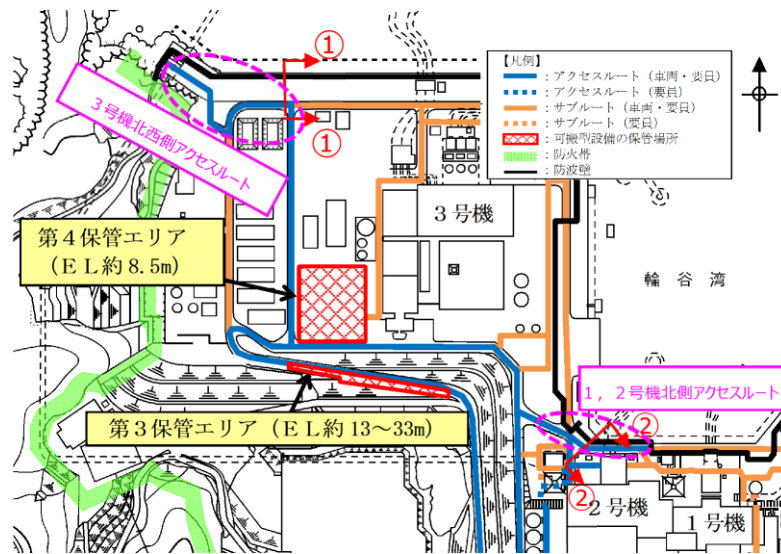 ①
①
【凡例】
：アクセスルート（車両・要員）
：アクセスルート（要員）
：サブルート（車両・要員）
：サブルート（要員）
：可搬型設備の保管場所
：防火帯
：防波壁
３号機北西側アクセスルート
第４保管エリア
（ＥＬ約 8.5m）
３号機
輪谷湾
１，２号機北側アクセスルート
第３保管エリア（ＥＬ約 13～33m）
②
②
２号機
１号機